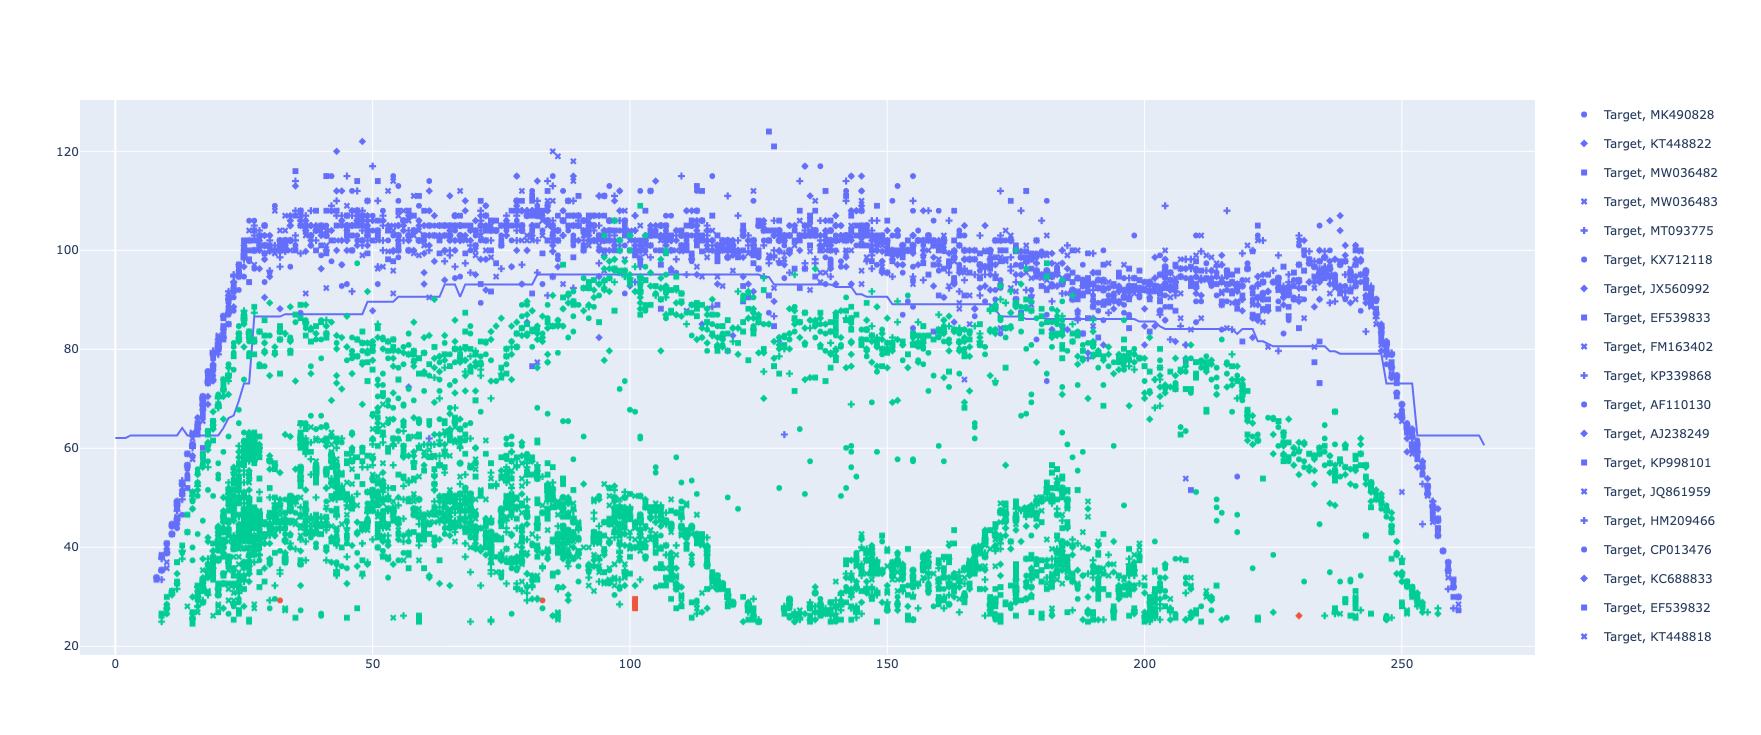 120
100
80
60
40
20
0
50
100
150
200
250
Target, MK490828
Target, KT448822
Target, MW036482
Target, MW036483
Target, MT093775
Target, KX712118
Target, JX560992
Target, EF539833
Target, FM163402
Target, KP339868
Target, AF110130
Target, AJ238249
Target, KP998101
Target, JQ861959
Target, HM209466
Target, CP013476
Target, KC688833
Target, EF539832
Target, KT448818